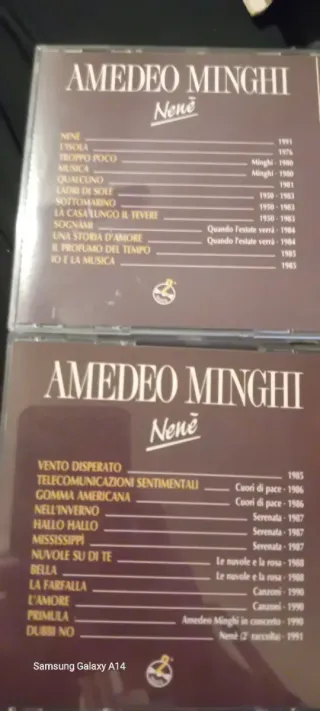 AMEDEO MINGHI
Nenè
NENÈ 1991
L'ISOLA 1976
TROPPO POCO Minghi - 1980
MUSICA Minghi - 1980
QUALCUNO 1981
LADRI DI SOLE 1950 - 1983
SOTTOMARINO 1950 - 1983
LA CASA LUNGO IL TEVERE 1950 - 1983
SOGNAMI Quando l'estate verrà - 1984
UNA STORIA D'AMORE Quando l'estate verrà - 1984
IL PROFUMO DEL TEMPO 1985
IO E LA MUSICA 1985
AMEDEO MINGHI
Nenè
VENTO DISPERATO 1985
TELECOMUNICAZIONI SENTIMENTALI Cuori di pace - 1986
GOMMA AMERICANA Cuori di pace - 1986
NELL'INVERNO Serenata - 1987
HALLO HALLO Serenata - 1987
MISSISSIPPÌ Serenata - 1987
NUVOLE SU DI TE Le nuvole e la rosa - 1988
BELLA Le nuvole e la rosa - 1988
LA FARFALLA Canzoni - 1990
L'AMORE Canzoni - 1990
PRIMULA Amedeo Minghi in concerto - 1990
DUBBI NO Nenè (2ª raccolta) - 1991
Samsung Galaxy A14